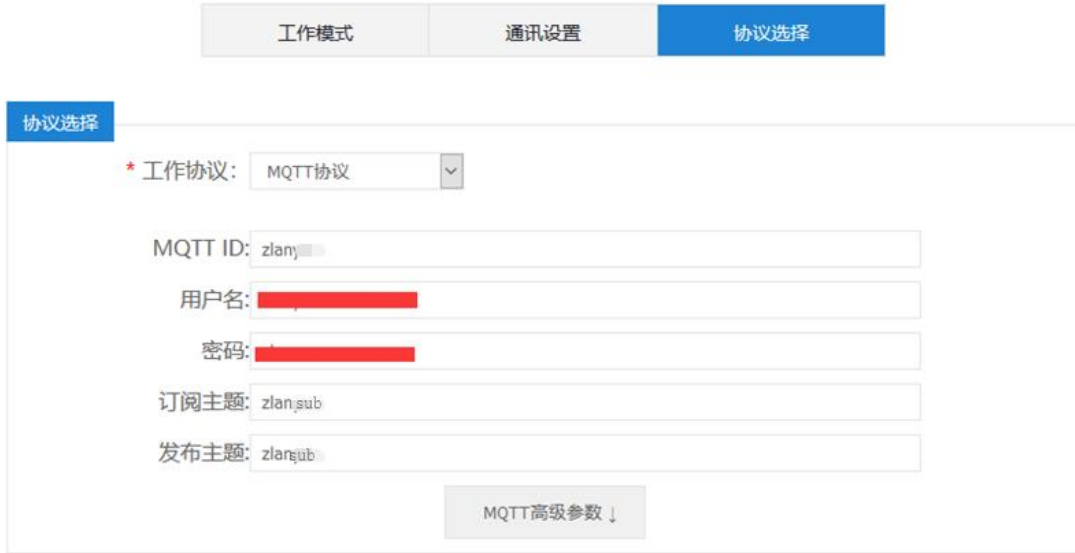 工作模式 通讯设置 协议选择
协议选择
* 工作协议: MQTT协议
MQTT ID:
用户名:
密码:
订阅主题: zlan sub
发布主题:
MQTT高级参数↓